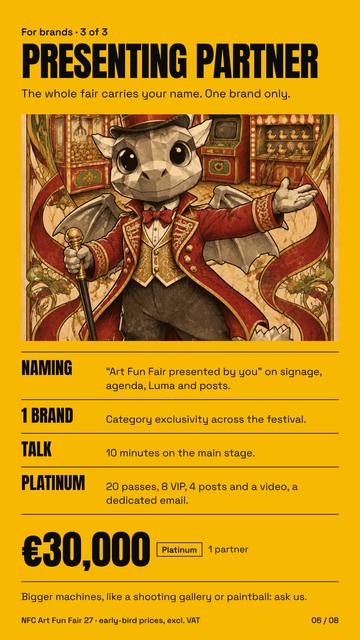 For brands · 3 of 3
PRESENTING PARTNER
The whole fair carries your name. One brand only.
NAMING
“Art Fun Fair presented by you” on signage,
agenda, Luma and posts.
1 BRAND
Category exclusivity across the festival.
TALK
10 minutes on the main stage.
PLATINUM
20 passes, 8 VIP, 4 posts and a video, a
dedicated email.
€30,000 Platinum 1 partner
Bigger machines, like a shooting gallery or paintball: ask us.
NFC Art Fun Fair 27 · early-bird prices, excl. VAT
06 / 08